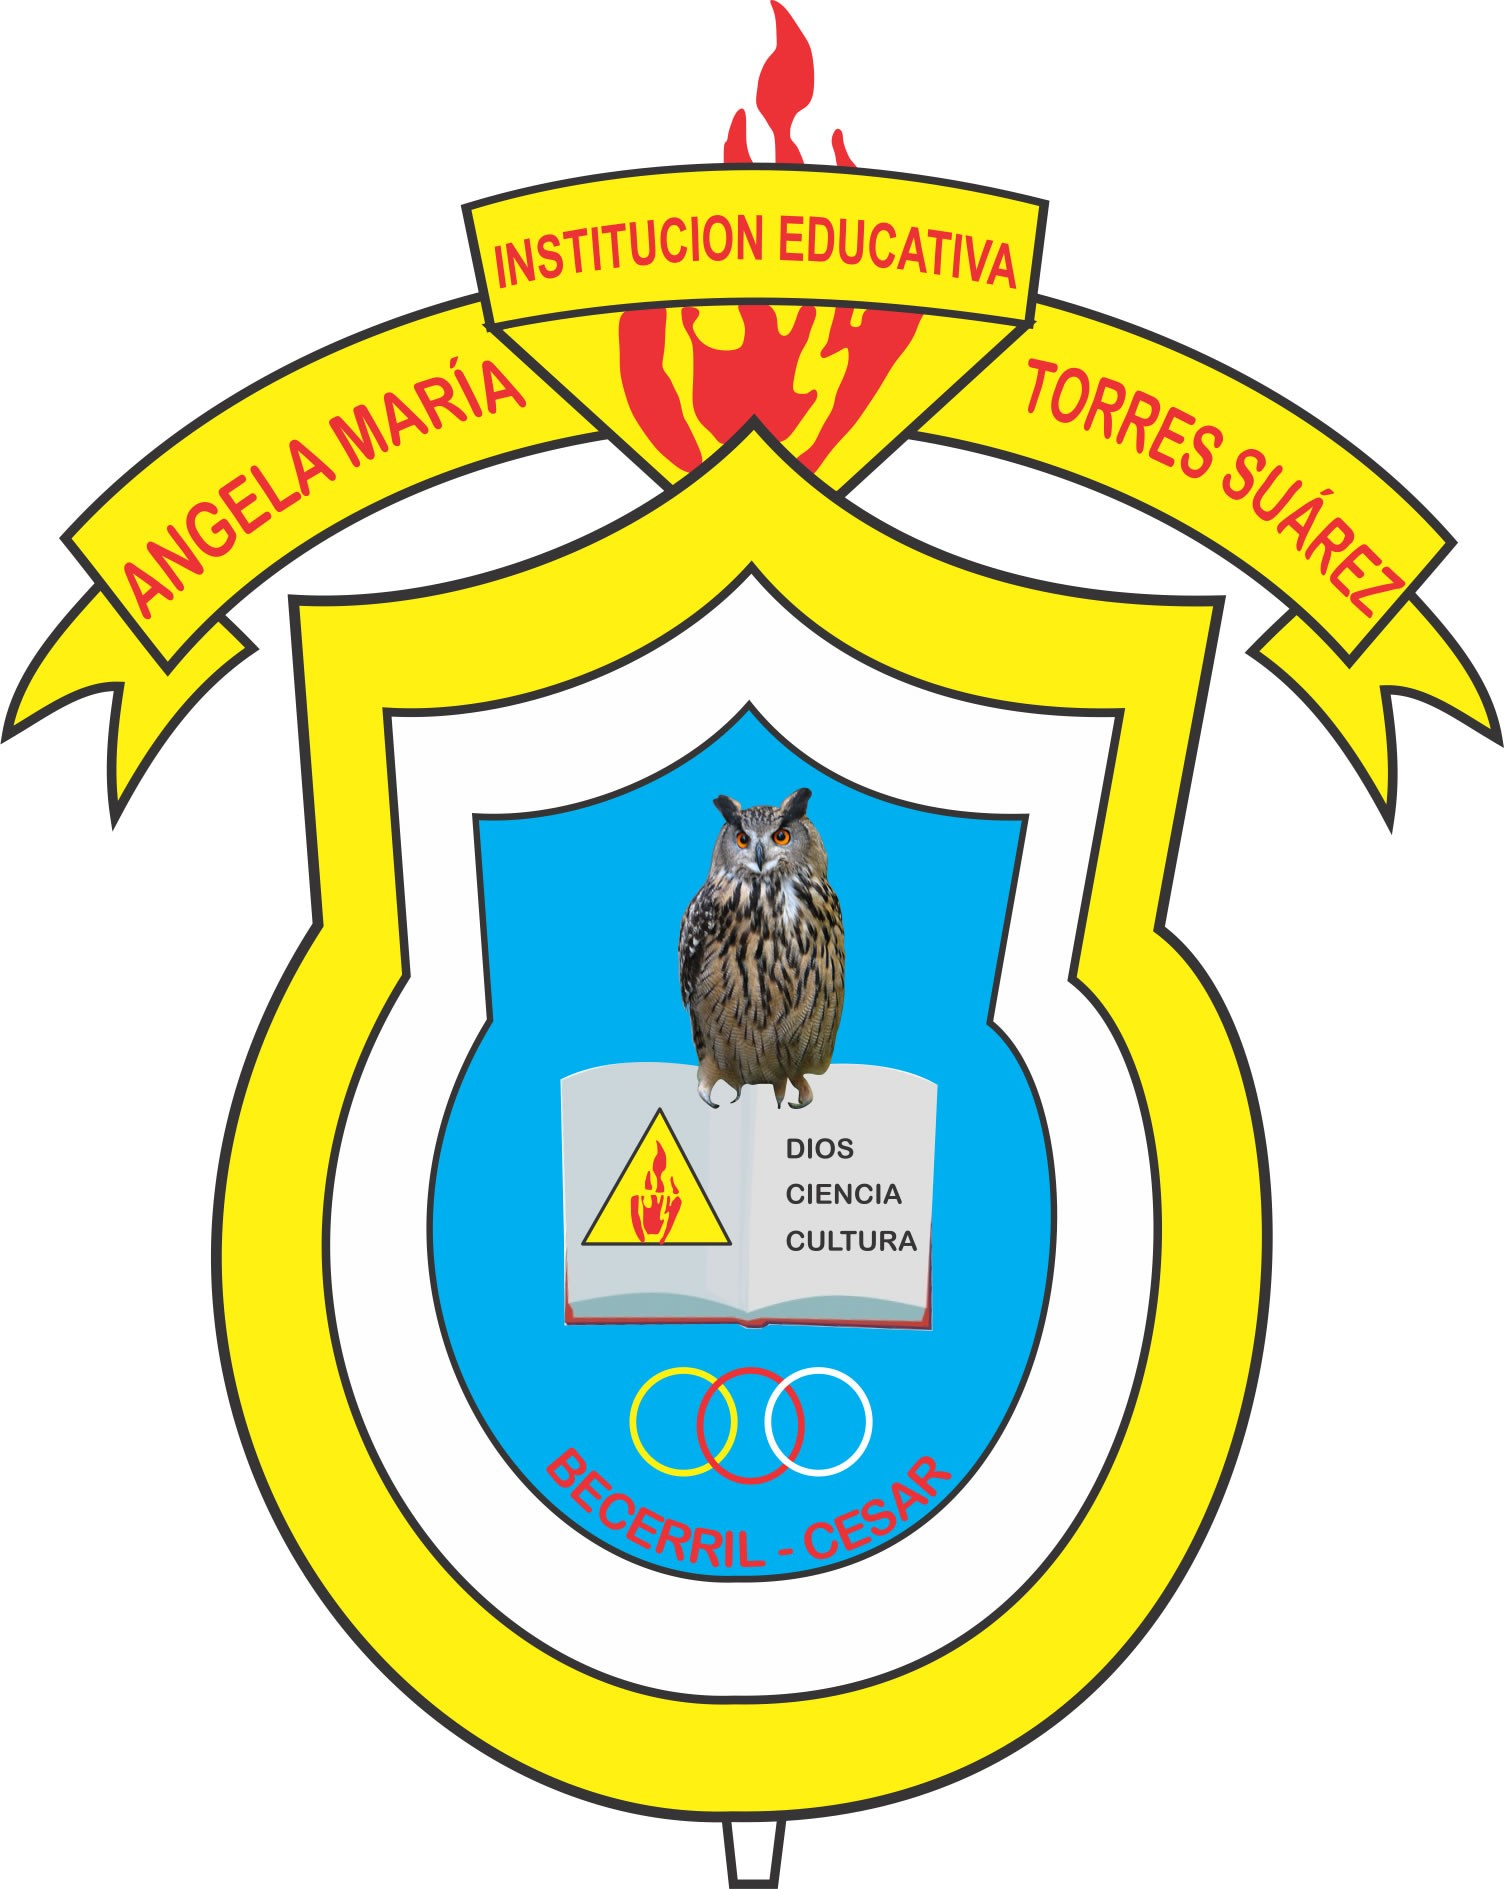 INSTITUCION EDUCATIVA
ANGELA MARÍA
TORRES SUÁREZ
DIOS
CIENCIA
CULTURA
BECERRIL - CESAR